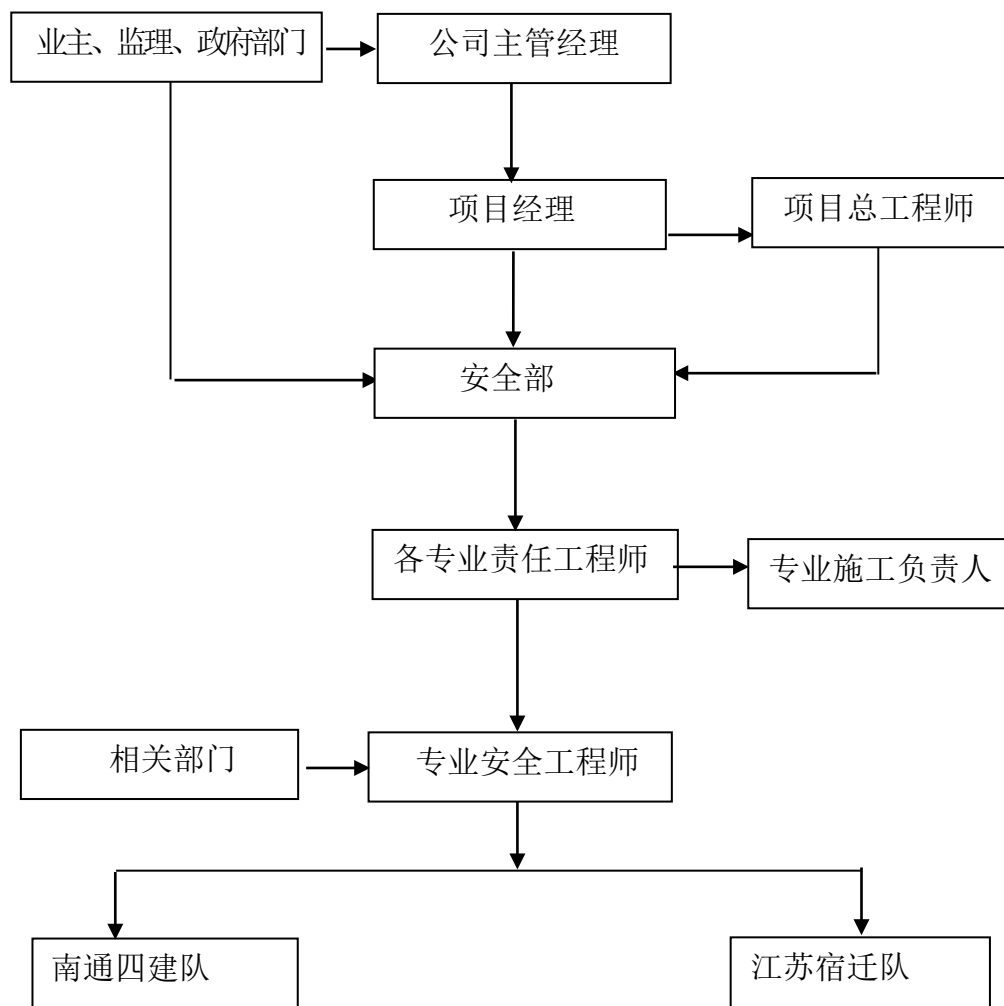 业主、监理、政府部门
公司主管经理
项目经理
项目总工程师
安全部
各专业责任工程师
专业施工负责人
相关部门
专业安全工程师
南通四建队
江苏宿迁队